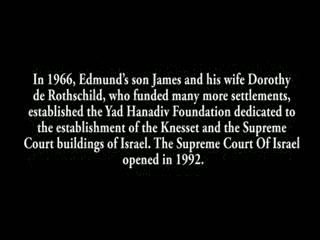 In 1966, Edmund's son James and his wife Dorothy
de Rothschild, who funded many more settlements,
established the Yad Hanadiv Foundation dedicated to
the establishment of the Knesset and the Supreme
Court buildings of Israel. The Supreme Court Of Israel
opened in 1992.